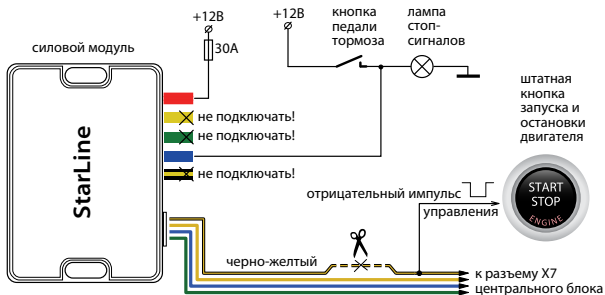 +12В
+12В
кнопка
педали
тормоза
лампа
стоп-
сигналов
силовой модуль
30А
штатная
кнопка
запуска и
остановки
двигателя
StarLine
не подключать!
не подключать!
не подключать!
отрицательный импульс
управления
START
STOP
ENGINE
черно-желтый
к разъему Х7
центрального блока